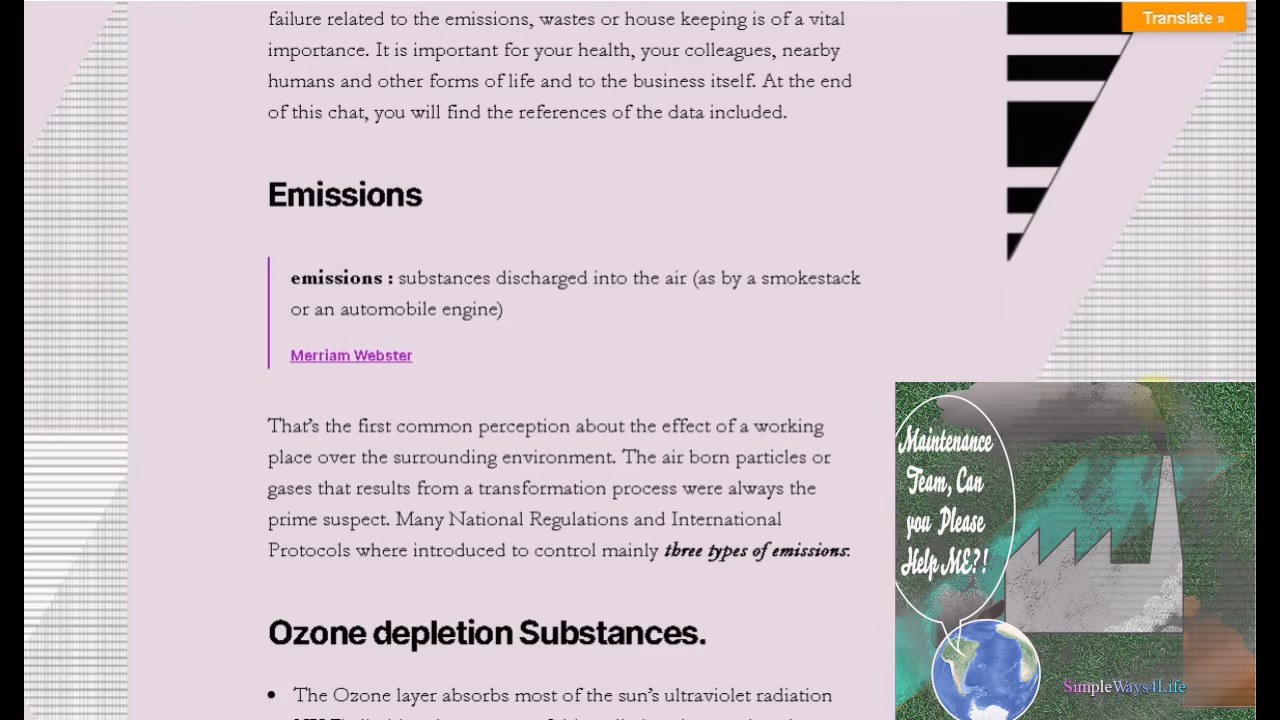 failure related to the emissions, wastes or house keeping is of a vital
importance. It is important for your health, your colleagues, nearby
humans and other forms of life and to the business itself. At the end
of this chat, you will find the references of the data included.
Translate »
Emissions
emissions : substances discharged into the air (as by a smokestack
or an automobile engine)
Merriam Webster
That's the first common perception about the effect of a working
place over the surrounding environment. The air born particles or
gases that results from a transformation process were always the
prime suspect. Many National Regulations and International
Protocols where introduced to control mainly three types of emissions:
Ozone depletion Substances.
• The Ozone layer absorbs most of the sun's ultraviolet radiation
Maintenance
Team, Can
you Please
Help ME?!
SimpleWays4Life